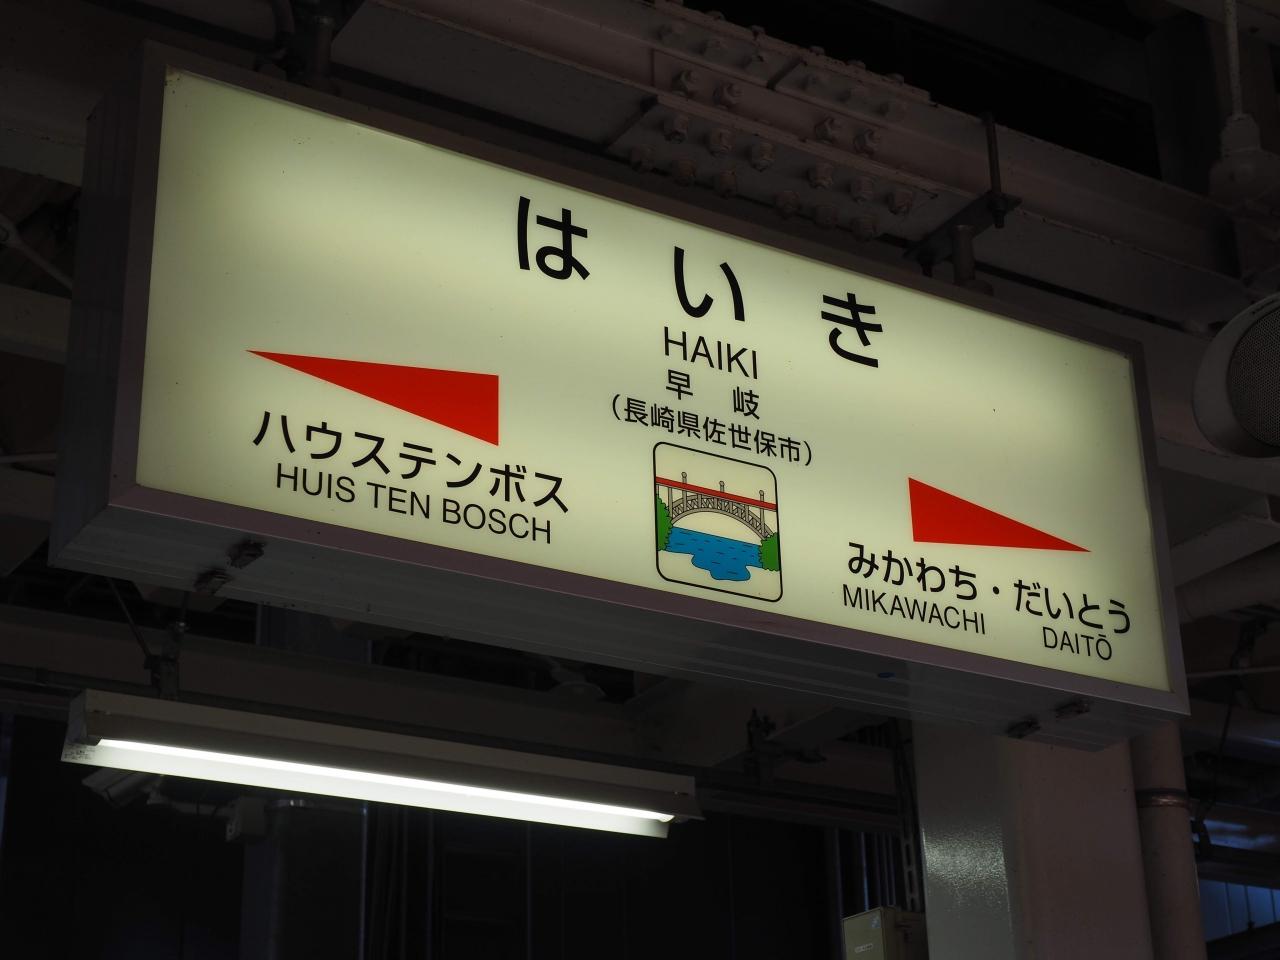 はいき
HAIKI
早岐
(長崎県佐世保市)
ハウステンボス
HUIS TEN BOSCH
みかわち・だいとう
MIKAWACHI DAITŌ